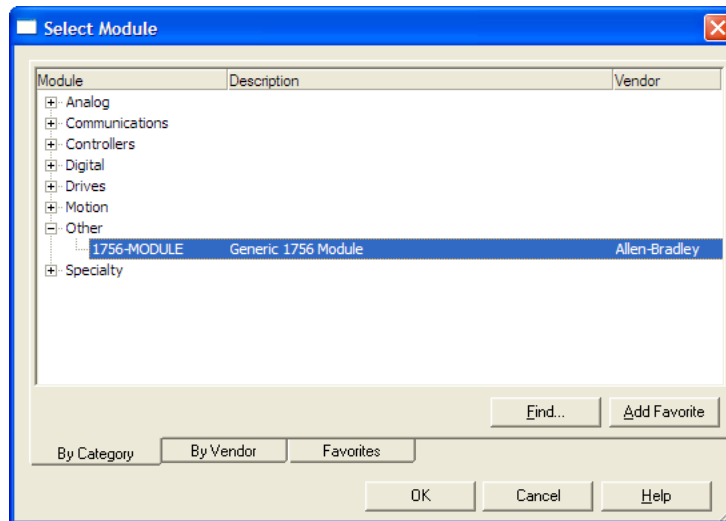 Select Module
Module Description Vendor
Analog
Communications
Controllers
Digital
Drives
Motion
Other
1756-MODULE Generic 1756 Module Allen-Bradley
Specialty
Find... Add Favorite
By Category By Vendor Favorites
OK Cancel Help